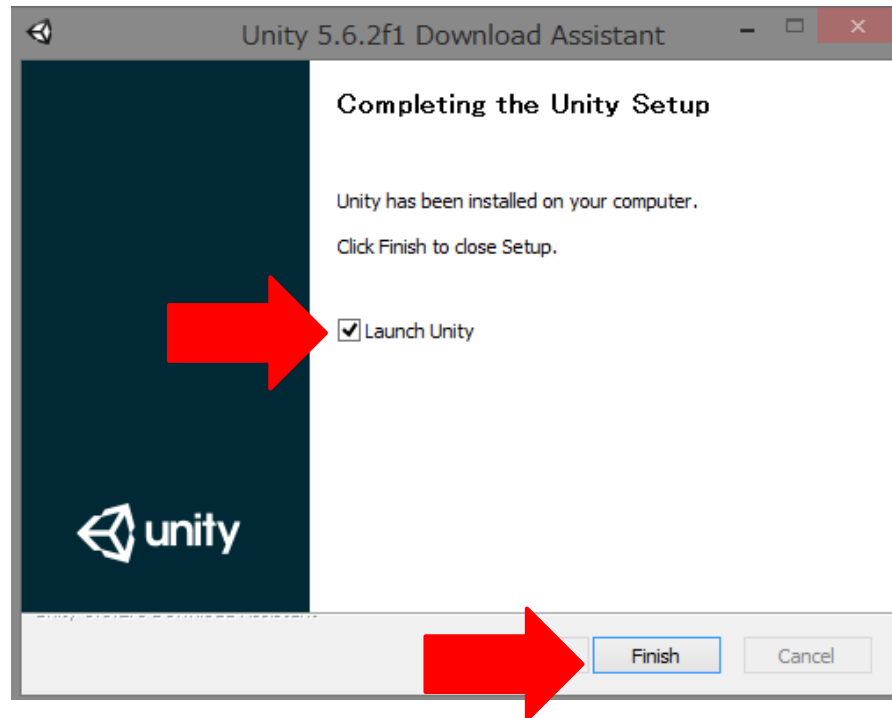 Unity 5.6.2f1 Download Assistant
Completing the Unity Setup
Unity has been installed on your computer.
Click Finish to close Setup.
Launch Unity
unity
Finish
Cancel